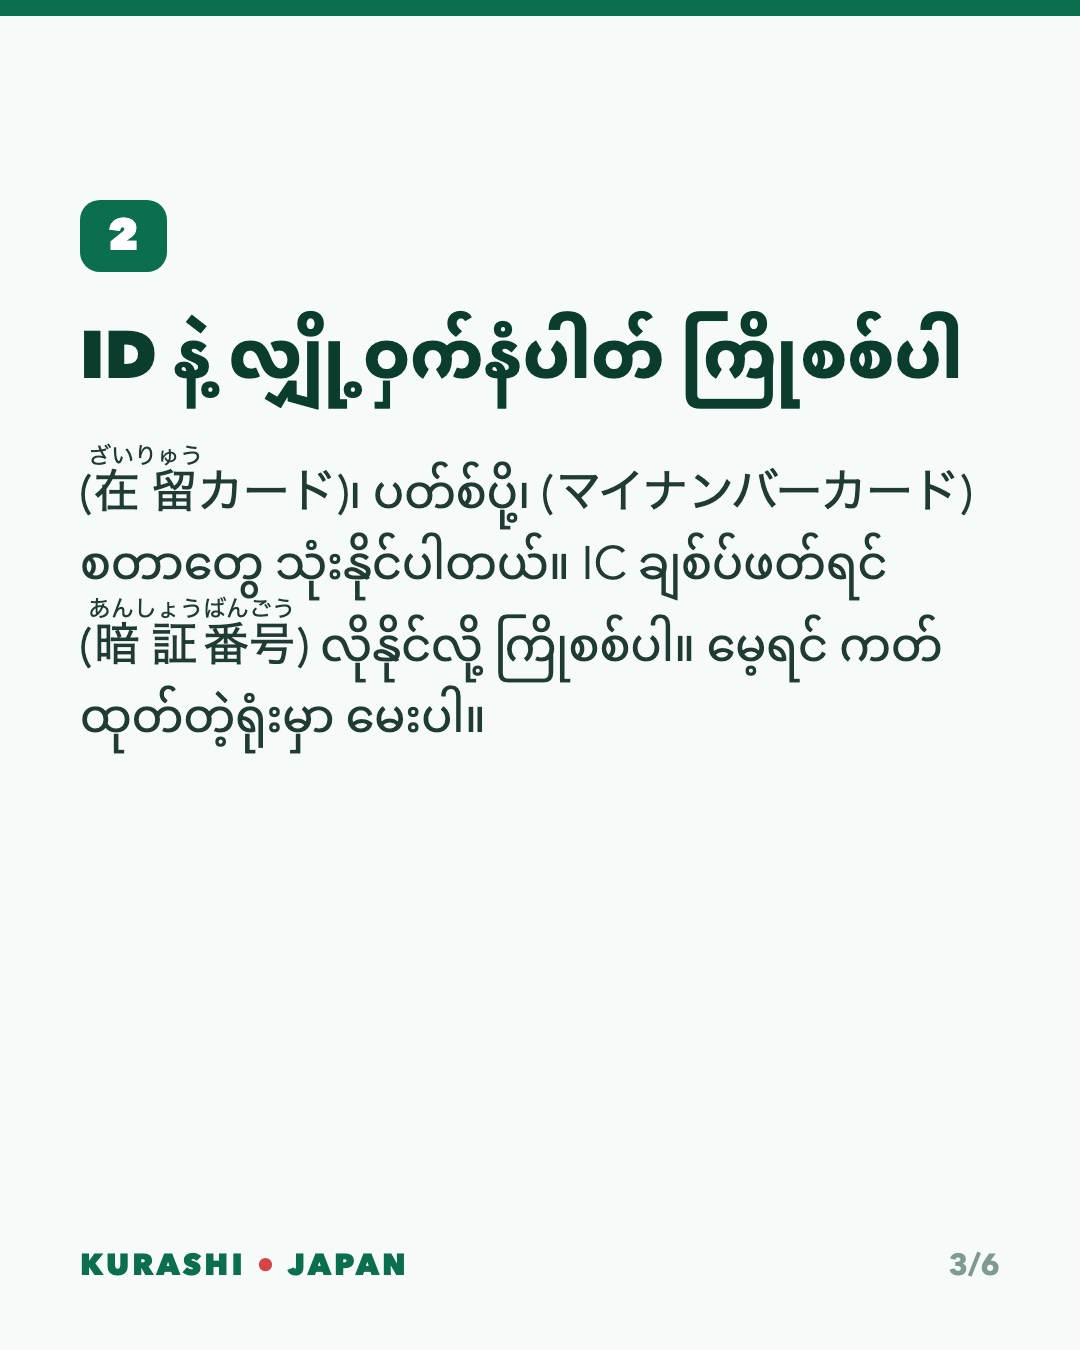 2
ID နဲ့ လျှို့ဝှက်နံပါတ် ကြိုစစ်ပါ
ざいりゅう
(在留カード)၊ ပတ်စ်ပို့၊ (マイナンバーカード)
စတာတွေ သုံးနိုင်ပါတယ်။ IC ချစ်ပ်ဖတ်ရင်
あんしょうばんごう
(暗証番号) လိုနိုင်လို့ ကြိုစစ်ပါ။ မေ့ရင် ကတ်
ထုတ်တဲ့ရုံးမှာ မေးပါ။
KURASHI • JAPAN
3/6